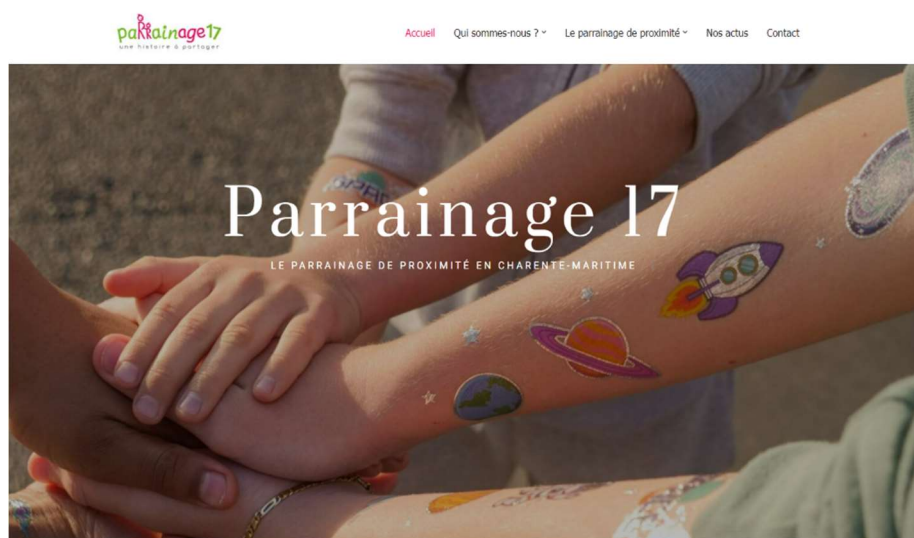 paRRainage17
une histoire à partager
Accueil
Qui sommes-nous ?
Le parrainage de proximité
Nos actus
Contact
Parrainage 17
LE PARRAINAGE DE PROXIMITÉ EN CHARENTE-MARITIME